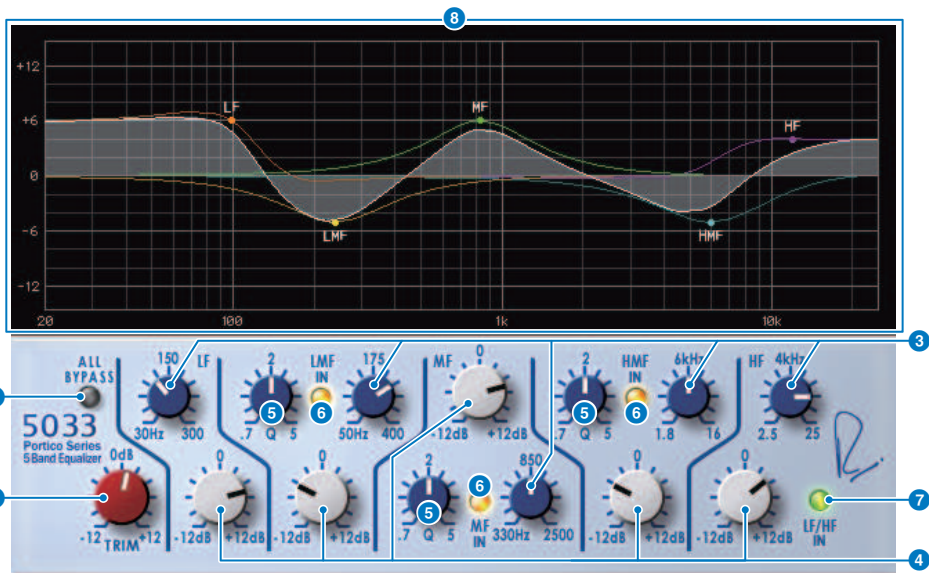 8
+12
+6
0
-6
-12
LF
MF
HF
LMF
HMF
20
100
1k
10k
ALL
BYPASS
150
LF
30Hz
300
2
LMF
IN
.7
Q
5
5
6
175
50Hz
400
MF
0
-12dB
+12dB
2
HMF
IN
.7
Q
5
5
6
6kHz
1.8
16
HF
4kHz
2.5
25
3
5033
Portico Series
5Band Equalizer
0dB
-12
+12
TRIM
0
-12dB
+12dB
0
-12dB
+12dB
2
.7
Q
5
5
6
MF
IN
850
330Hz
2500
0
-12dB
+12dB
0
-12dB
+12dB
LF/HF
IN
7
4